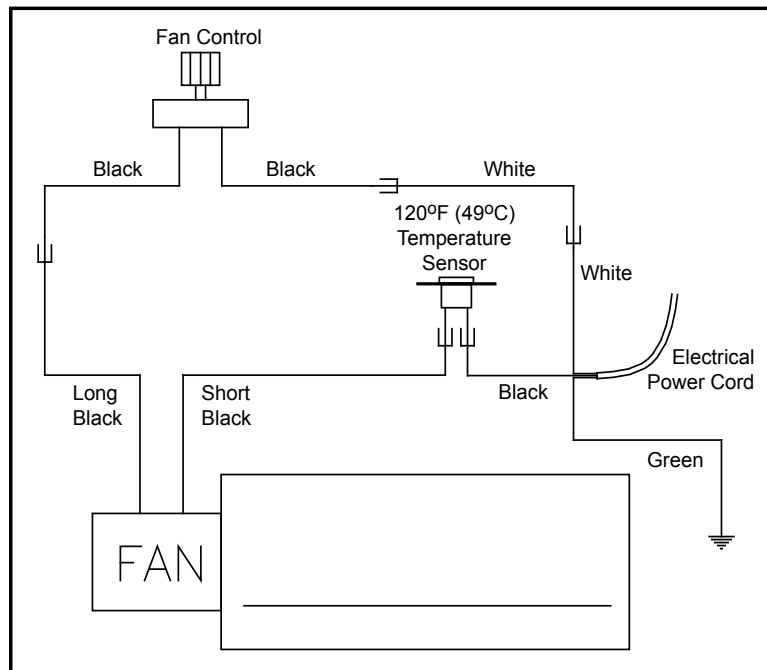 Fan Control
Black
Black
White
120ºF (49ºC)
Temperature
Sensor
White
Electrical
Power Cord
Long
Black
Short
Black
Black
Green
FAN